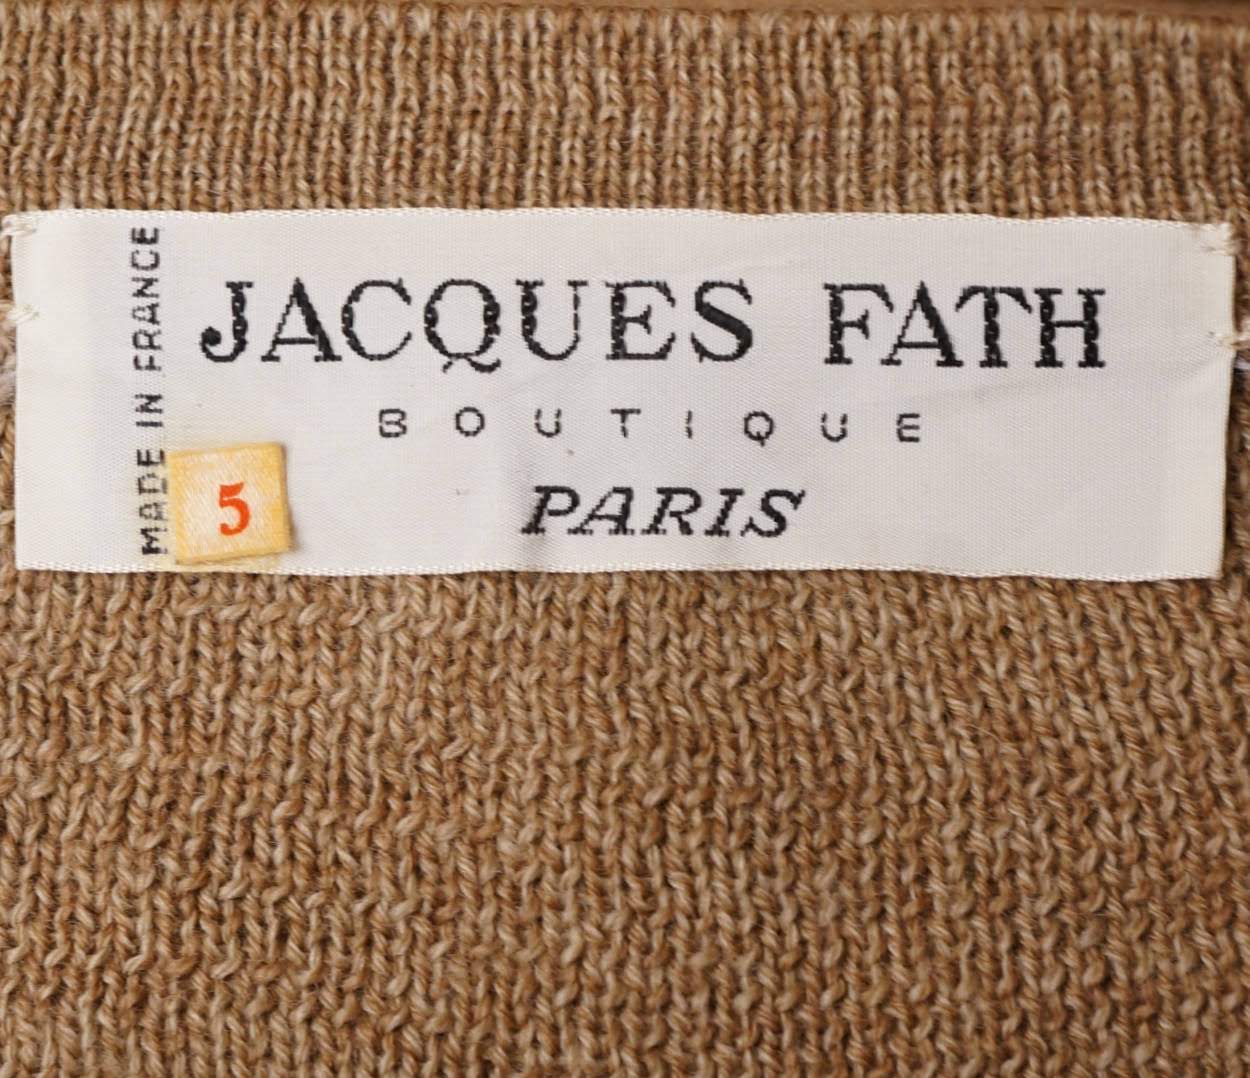 MADE IN FRANCE
JACQUES FATH
BOUTIQUE
PARIS
5